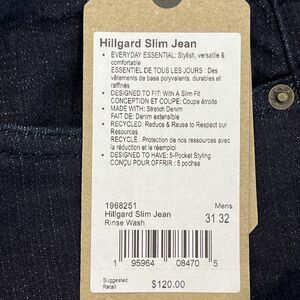 Hillgard Slim Jean
• EVERYDAY ESSENTIAL: Stylish, versatile &
comfortable
ESSENTIEL DE TOUS LES JOURS : Des
vêtements de base polyvalents, durables et
raffinés
• DESIGNED TO FIT: With A Slim Fit
CONCEPTION ET COUPE: Coupe étroite
• MADE WITH: Stretch Denim
FAIT DE: Denim extensible
• RECYCLED: Reduce & Reuse to Respect our
Resources
RECYCLÉ : Protection de nos ressources avec
la réduction et le réemploi
• DESIGNED TO HAVE: 5-Pocket Styling
CONÇU POUR OFFRIR : 5 poches
1968251
Mens
Hillgard Slim Jean
31 32
Rinse Wash
1 95964 08470 5
Suggested
Retail
$120.00